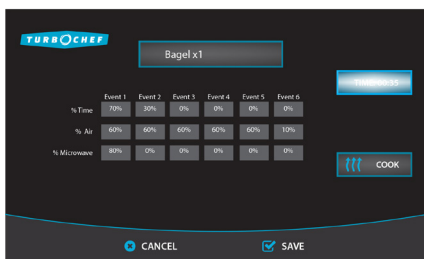 TURBOCHEF
Bagel x1
Event 1 Event 2 Event 3 Event 4 Event 5 Event 6
% Time 70% 30% 0% 0% 0% 0%
% Air 60% 60% 60% 60% 60% 10%
% Microwave 80% 0% 0% 0% 0% 0%
COOK
CANCEL SAVE